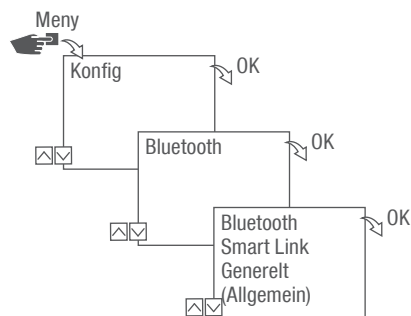 Meny
Konfig
OK
Bluetooth
OK
Bluetooth
Smart Link
Generelt
(Allgemein)
OK